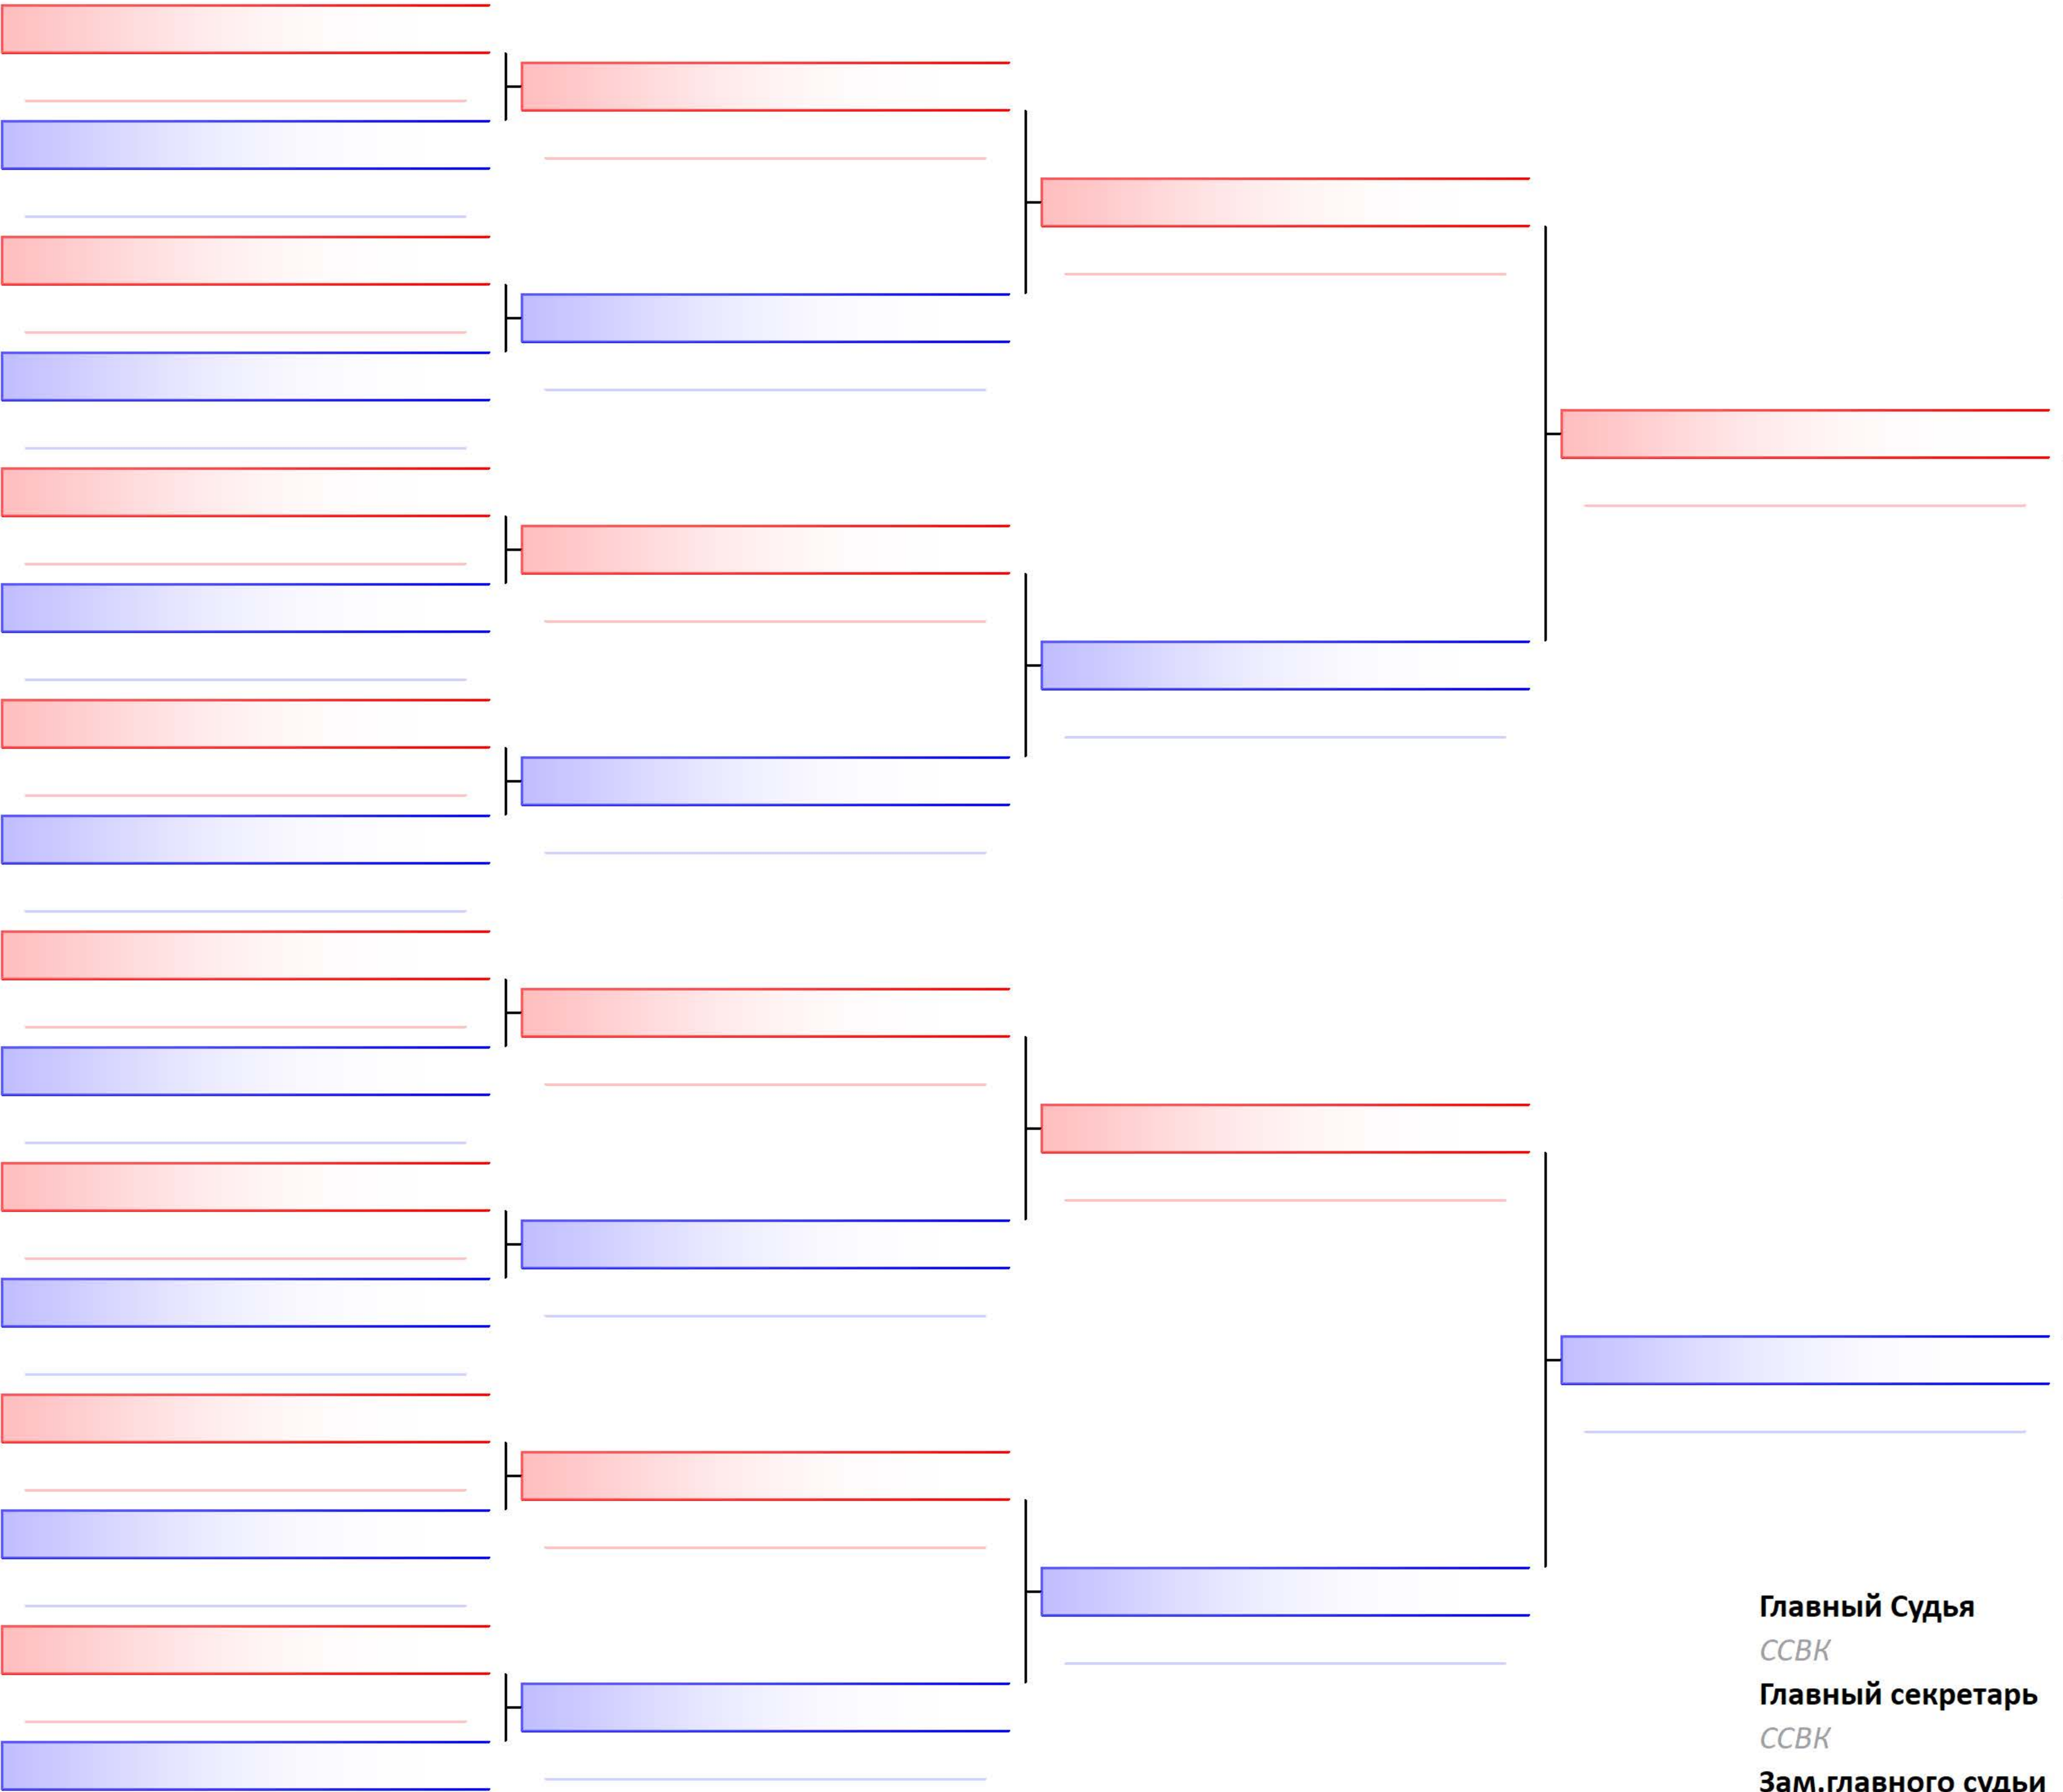 Главный Судья
ССВК
Главный секретарь
ССВК
Зам.главного судьи